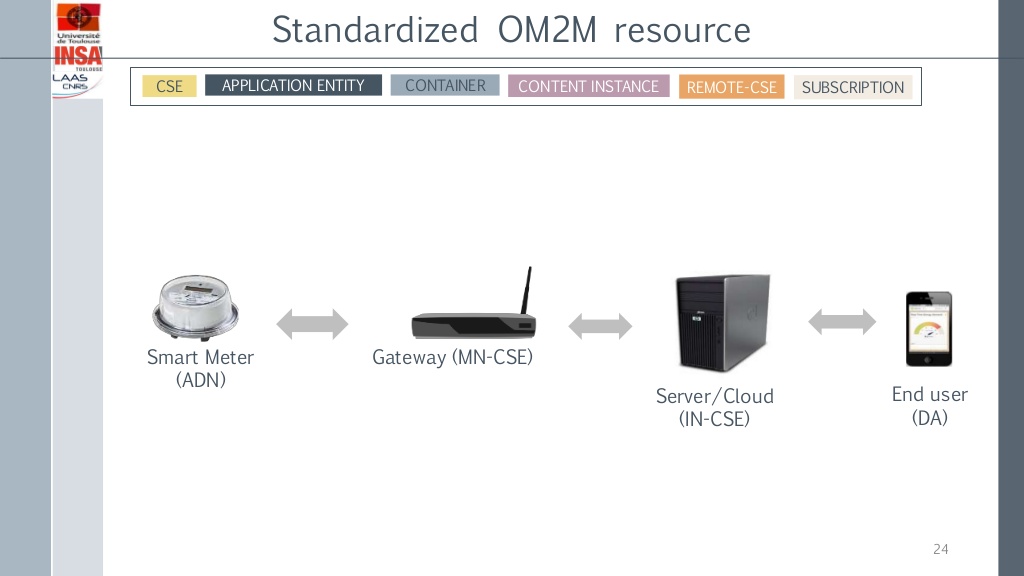 Standardized OM2M resource
Université
de Toulouse
INSA
TOULOUSE
LAAS
CNRS
CSE
APPLICATION ENTITY
CONTAINER
CONTENT INSTANCE
REMOTE-CSE
SUBSCRIPTION
Smart Meter
(ADN)
Gateway (MN-CSE)
Server/Cloud
(IN-CSE)
End user
(DA)
24